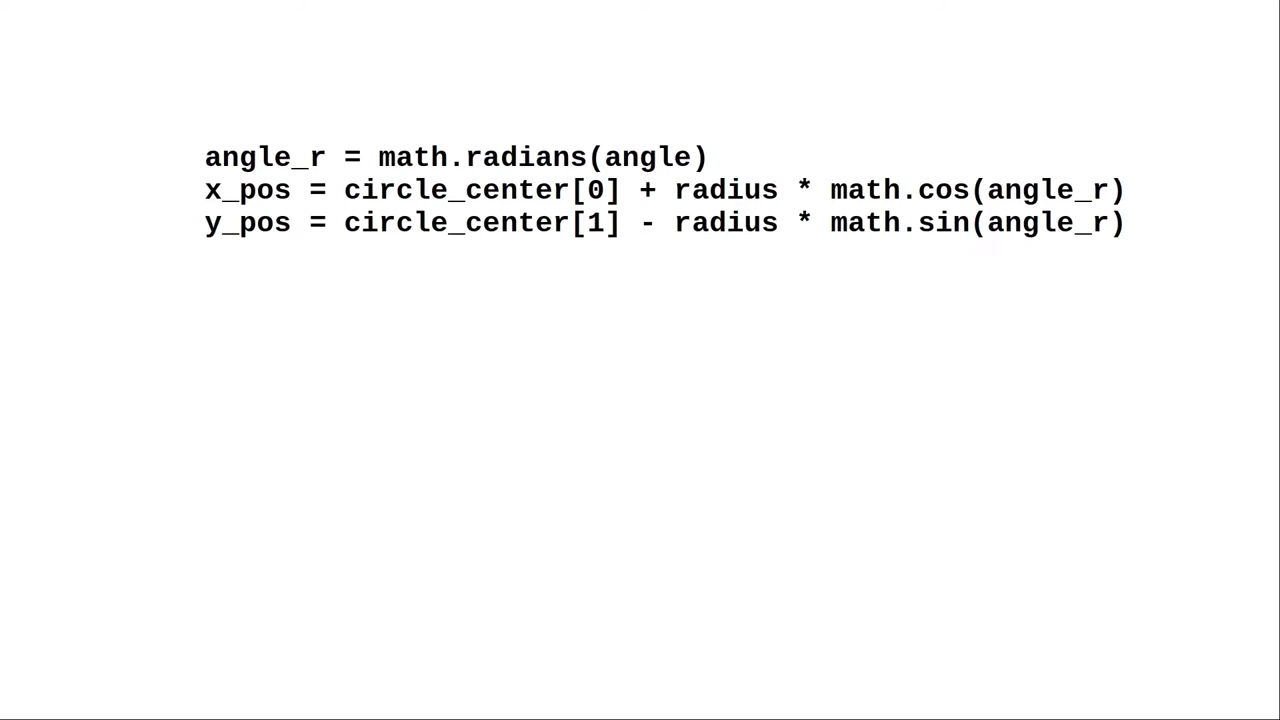 angle_r = math.radians(angle)
x_pos = circle_center[0] + radius * math.cos(angle_r)
y_pos = circle_center[1] - radius * math.sin(angle_r)